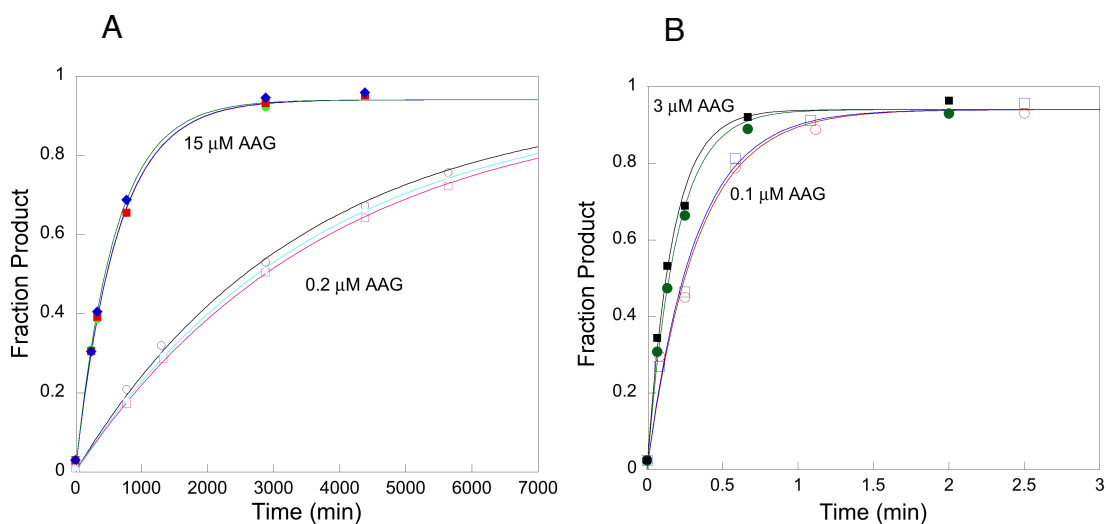 A
B
1
0.8
0.6
0.4
0.2
0
Fraction Product
15 μM AAG
0.2 μM AAG
0 1000 2000 3000 4000 5000 6000 7000
Time (min)
1
0.8
0.6
0.4
0.2
0
Fraction Product
3 μM AAG
0.1 μM AAG
0 0.5 1 1.5 2 2.5 3
Time (min)